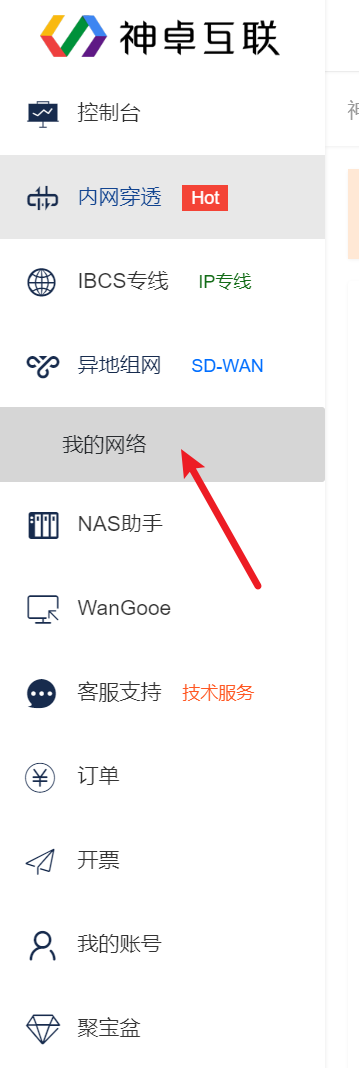 神卓互联
控制台
内网穿透 Hot
IBCS专线 IP专线
异地组网 SD-WAN
我的网络
NAS助手
WanGooe
客服支持 技术服务
订单
开票
我的账号
聚宝盆